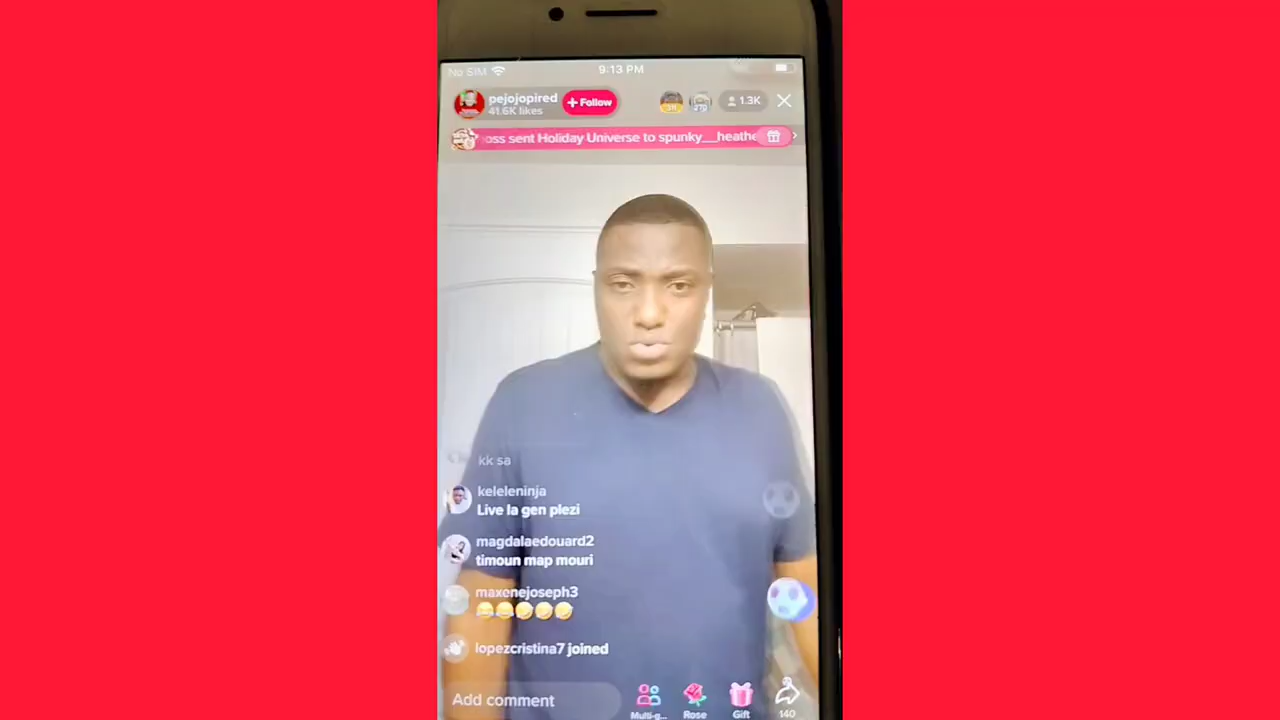 No SIM
9:13 PM
pejojopired
41.6K likes
+ Follow
1.3K
oss sent Holiday Universe to spunky__heathe
kk sa
keleleninja
Live la gen plezi
magdalaedouard2
timoun map mouri
maxenejoseph3
😂😂🤣🤣🤣
lopezcristina7 joined
Add comment
Multi-g...
Rose
Gift
140